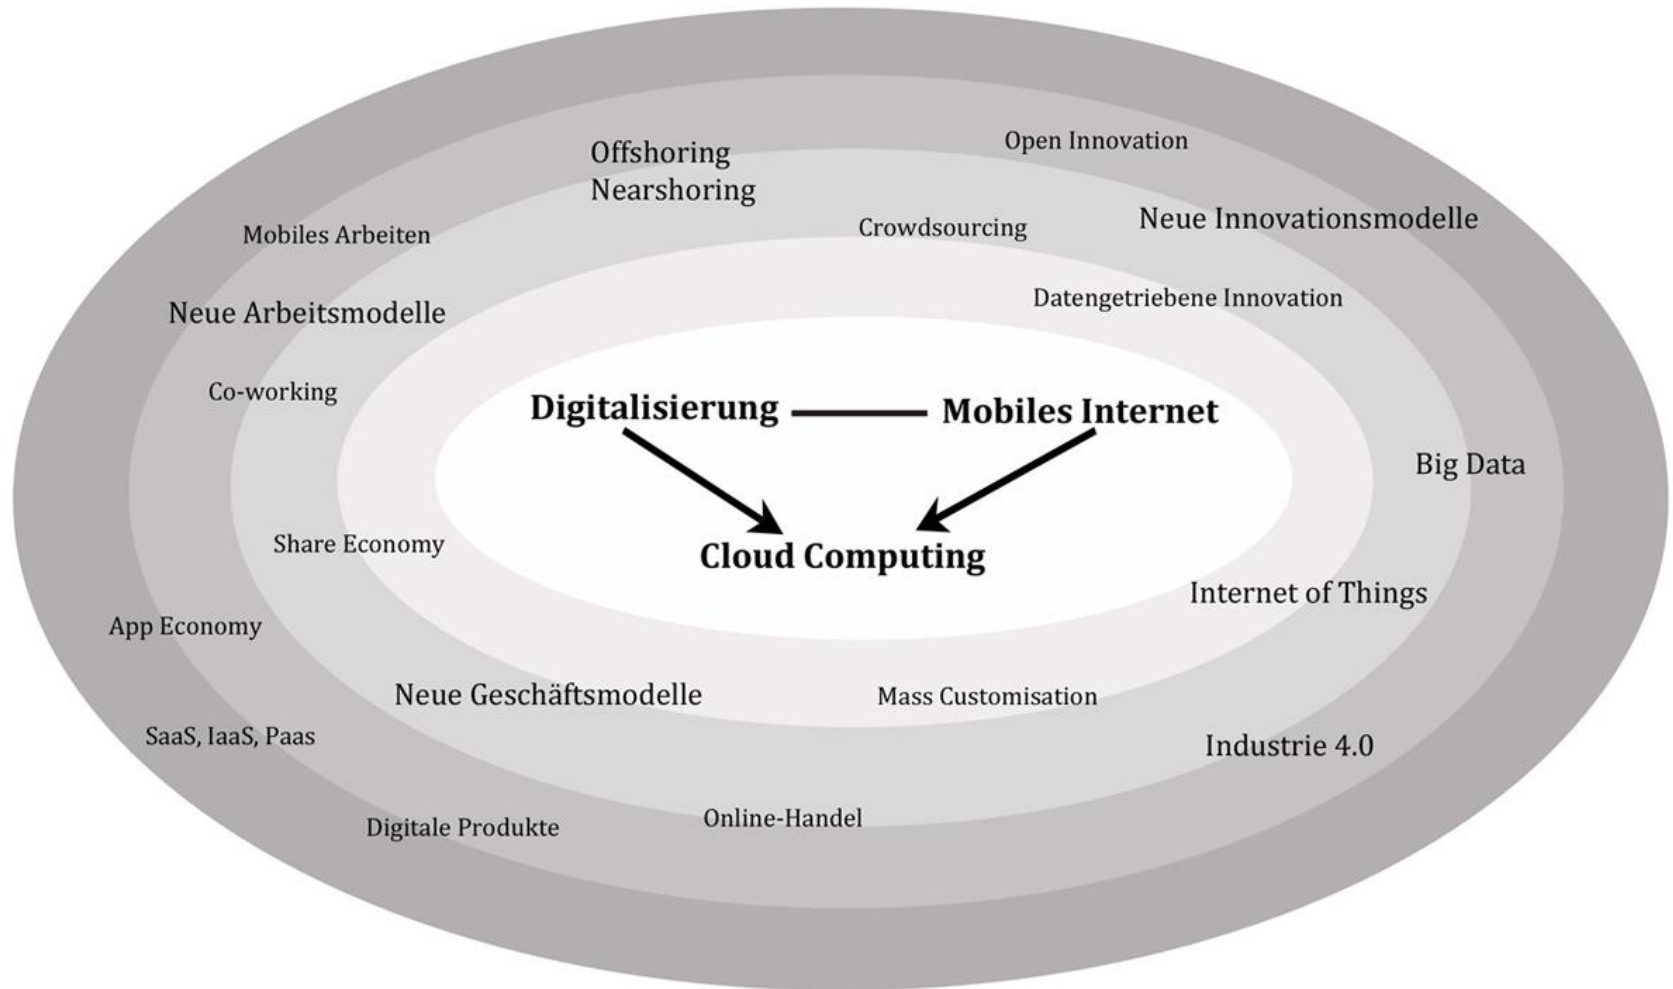 Open Innovation
Offshoring
Nearshoring
Neue Innovationsmodelle
Crowdsourcing
Mobiles Arbeiten
Datengetriebene Innovation
Neue Arbeitsmodelle
Co-working
Digitalisierung
Mobiles Internet
Big Data
Share Economy
Cloud Computing
Internet of Things
App Economy
Neue Geschäftsmodelle
Mass Customisation
SaaS, IaaS, Paas
Industrie 4.0
Digitale Produkte
Online-Handel